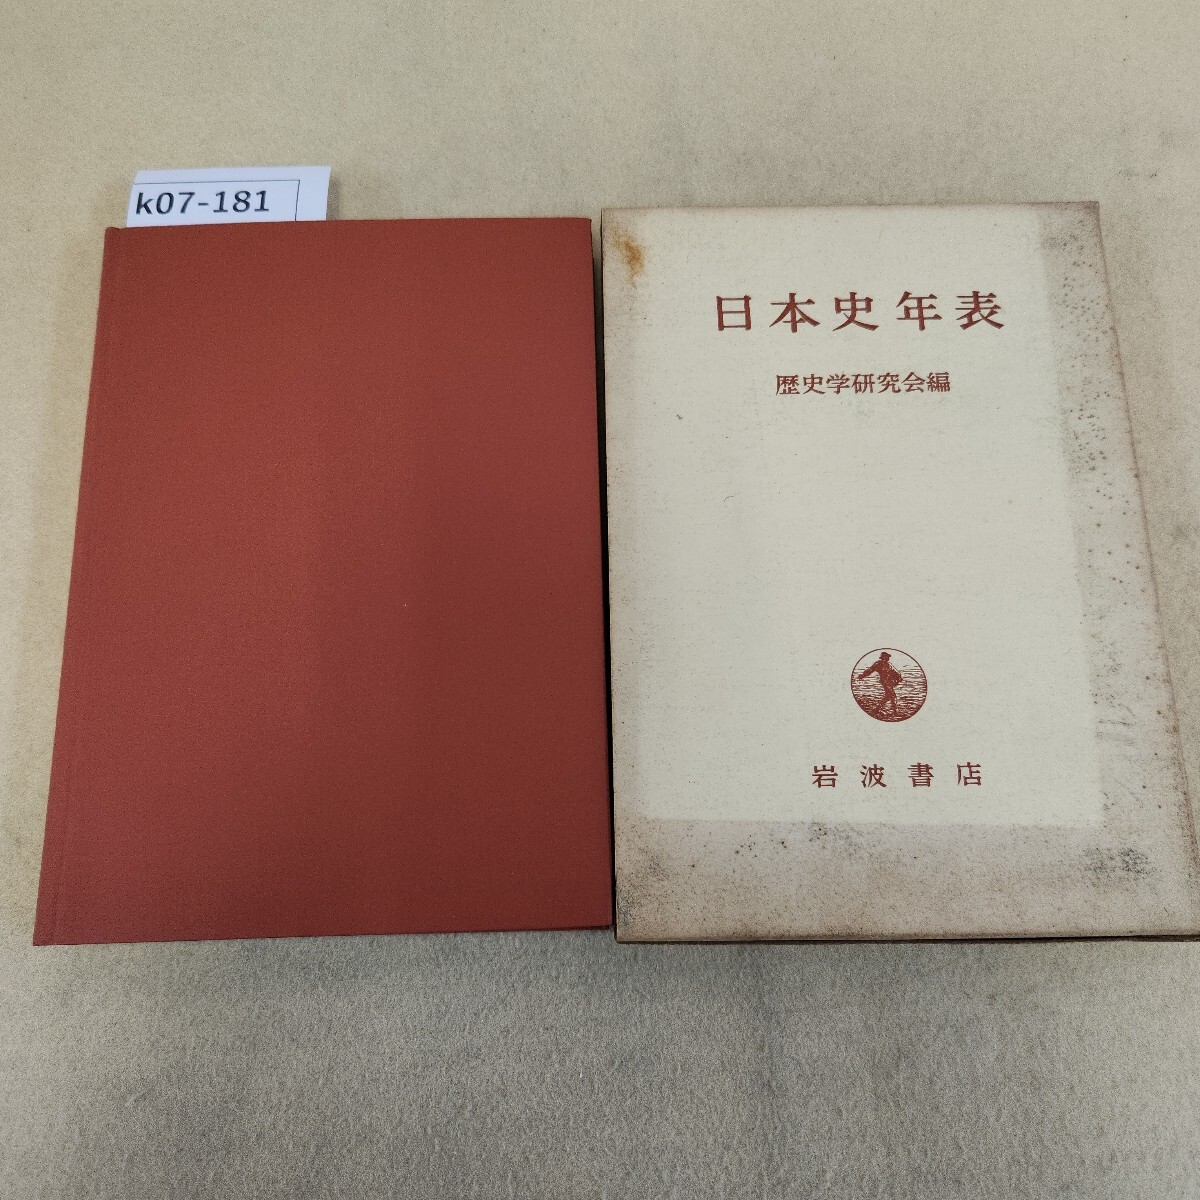 k07-181
日本史年表
歴史学研究会編
岩波書店